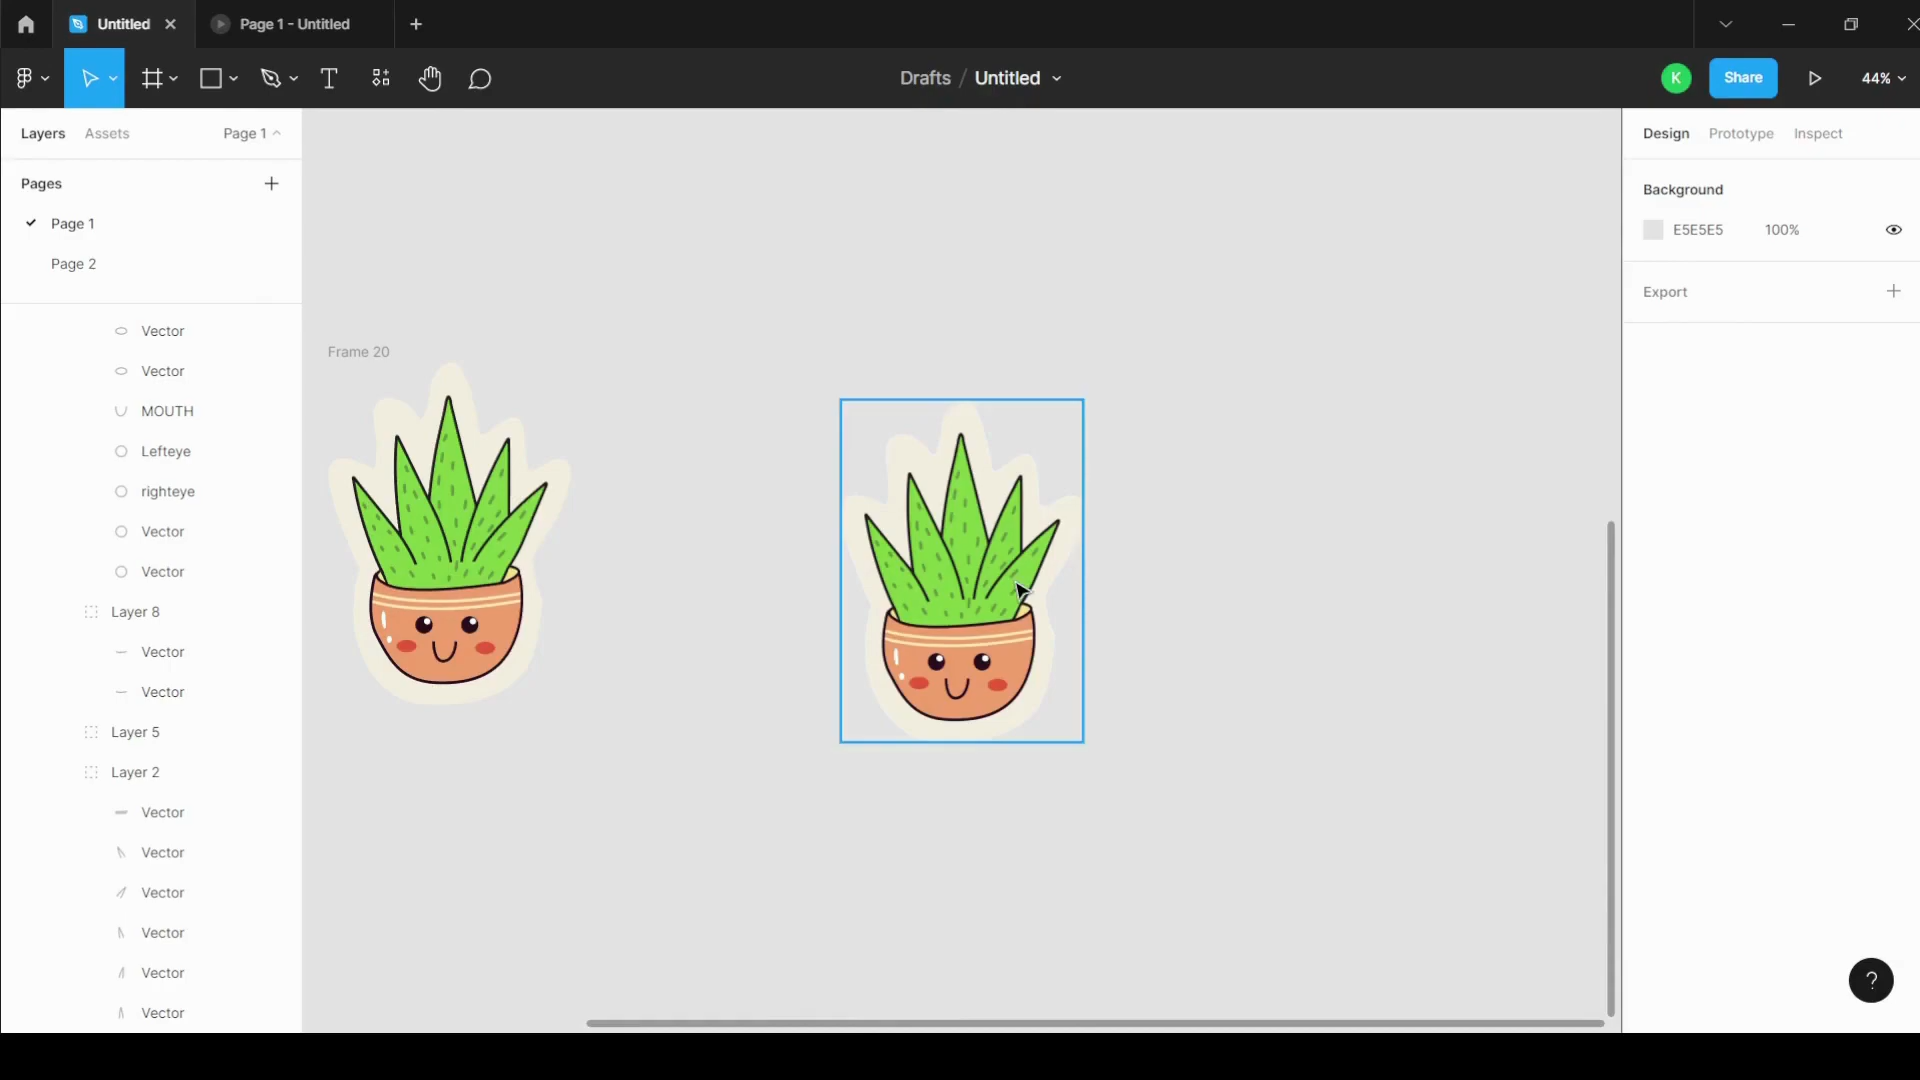 Untitled
Page 1 - Untitled
Drafts / Untitled
K
Share
44%
Layers
Assets
Page 1
Design
Prototype
Inspect
Pages
Page 1
Page 2
Background
E5E5E5
100%
Export
Vector
Vector
MOUTH
Lefteye
righteye
Vector
Vector
Layer 8
Vector
Vector
Layer 5
Layer 2
Vector
Vector
Vector
Vector
Vector
Vector
Frame 20
?